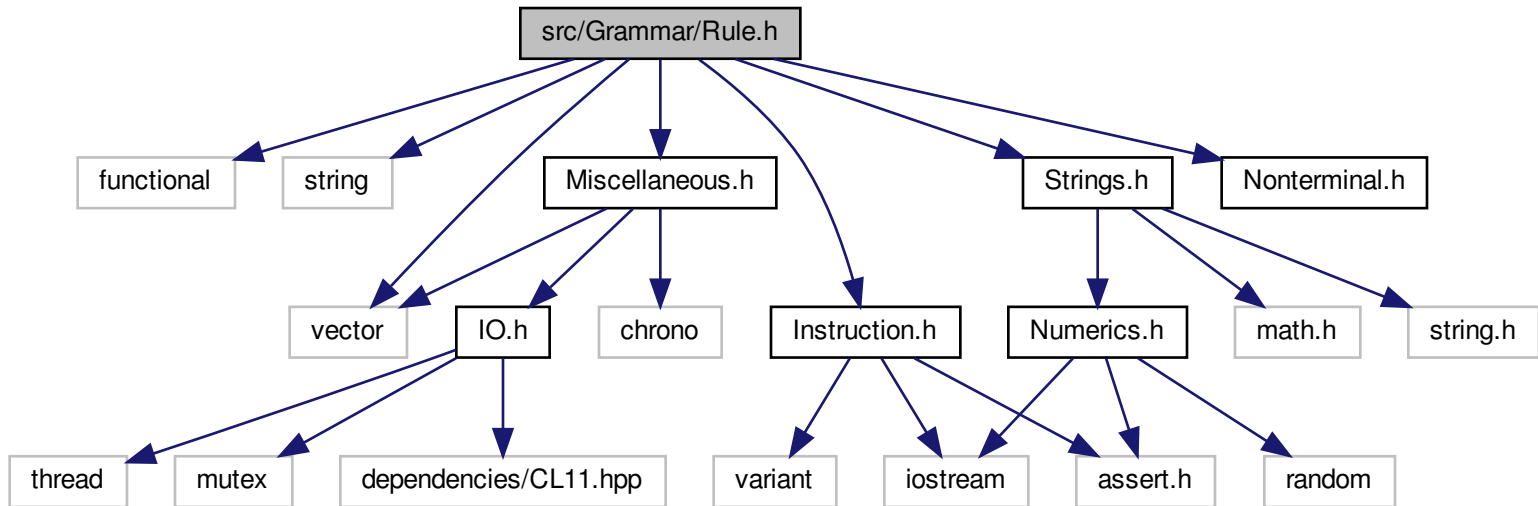 src/Grammar/Rule.h
functional
string
Miscellaneous.h
Strings.h
Nonterminal.h
vector
IO.h
chrono
Instruction.h
Numerics.h
math.h
string.h
thread
mutex
dependencies/CL11.hpp
variant
iostream
assert.h
random